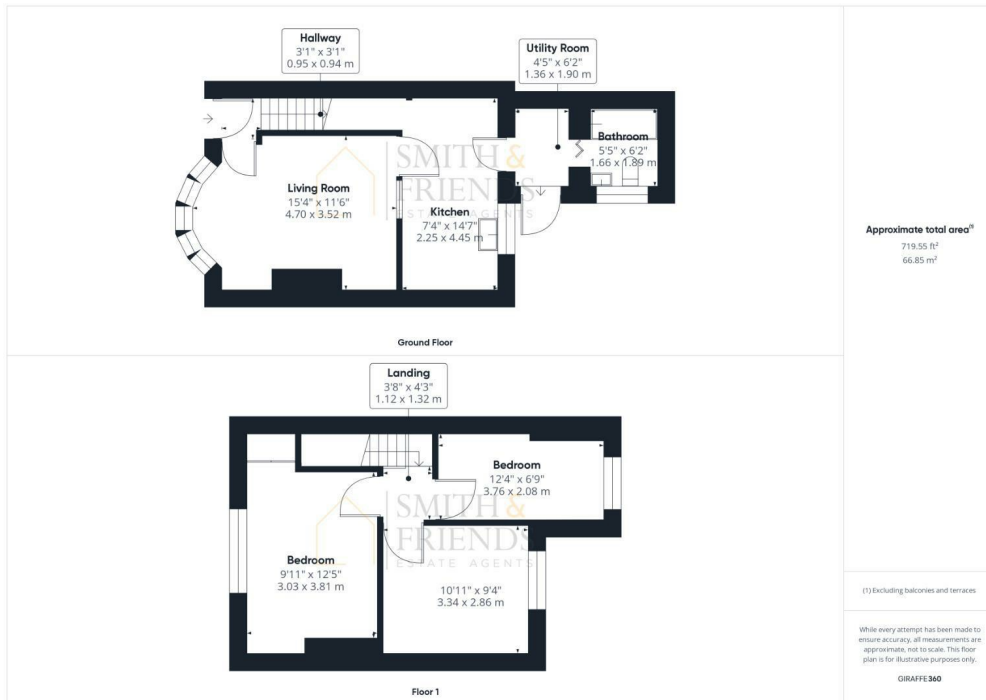 Hallway
3'1" x 3'1"
0.95 x 0.94 m
Utility Room
4'5" x 6'2"
1.36 x 1.90 m
Bathroom
5'5" x 6'2"
1.66 x 1.89 m
Living Room
15'4" x 11'6"
4.70 x 3.52 m
SMITH &
FRIENDS
ESTATE AGENTS
Kitchen
7'4" x 14'7"
2.25 x 4.45 m
Ground Floor
Approximate total area(1)
719.55 ft²
66.85 m²
Landing
3'8" x 4'3"
1.12 x 1.32 m
Bedroom
12'4" x 6'9"
3.76 x 2.08 m
SMITH &
FRIENDS
ESTATE AGENTS
Bedroom
9'11" x 12'5"
3.03 x 3.81 m
10'11" x 9'4"
3.34 x 2.86 m
Floor 1
(1) Excluding balconies and terraces
While every attempt has been made to
ensure accuracy, all measurements are
approximate, not to scale. This floor
plan is for illustrative purposes only.
GIRAFFE360